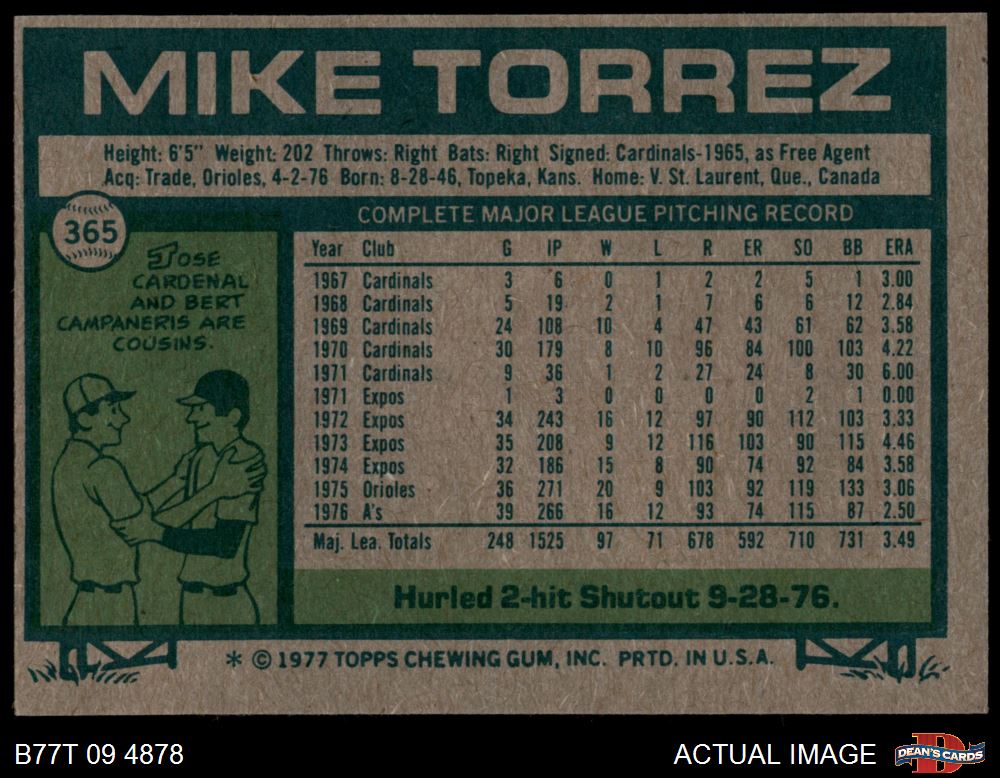 MIKE TORREZ
Height: 6'5" Weight: 202 Throws: Right Bats: Right Signed: Cardinals-1965, as Free Agent
Acq: Trade, Orioles, 4-2-76 Born: 8-28-46, Topeka, Kans. Home: V. St. Laurent, Que., Canada
365
JOSE
CARDENAL
AND BERT
CAMPANERIS ARE
COUSINS.
COMPLETE MAJOR LEAGUE PITCHING RECORD
Year Club G IP W L R ER SO BB ERA
1967 Cardinals 3 6 0 1 2 2 5 1 3.00
1968 Cardinals 5 19 2 1 7 6 6 12 2.84
1969 Cardinals 24 108 10 4 47 43 61 62 3.58
1970 Cardinals 30 179 8 10 96 84 100 103 4.22
1971 Cardinals 9 36 1 2 27 24 8 30 6.00
1971 Expos 1 3 0 0 0 0 2 1 0.00
1972 Expos 34 243 16 12 97 90 112 103 3.33
1973 Expos 35 208 9 12 116 103 90 115 4.46
1974 Expos 32 186 15 8 90 74 92 84 3.58
1975 Orioles 36 271 20 9 103 92 119 133 3.06
1976 A's 39 266 16 12 93 74 115 87 2.50
Maj. Lea. Totals 248 1525 97 71 678 592 710 731 3.49
Hurled 2-hit Shutout 9-28-76.
* © 1977 TOPPS CHEWING GUM, INC. PRTD. IN U.S.A.
B77T 09 4878
ACTUAL IMAGE
DEAN'S CARDS